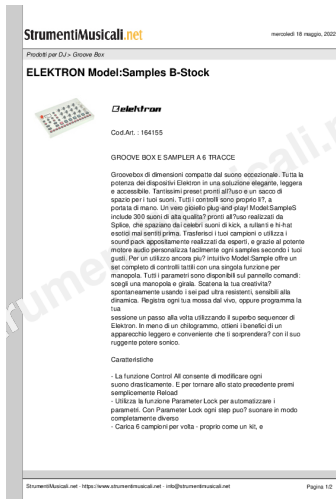 StrumentiMusicali.net
mercoledì 18 maggio, 2022
Prodotti per DJ > Groove Box
ELEKTRON Model:Samples B-Stock
elektron
Cod.Art. : 164155
GROOVE BOX E SAMPLER A 6 TRACCE
Groovebox di dimensioni compatte dal suono eccezionale. Tutta la
potenza dei dispositivi Elektron in una soluzione elegante, leggera
e accessibile. Tantissimi preset pronti all?uso e un sacco di
spazio per i tuoi suoni. Tutti i controlli sono proprio lì?, a
portata di mano. Un vero gioiello plug-and-play! Model:SampleS
include 300 suoni di alta qualita? pronti all?uso realizzati da
Splice, che spaziano dai celebri suoni di kick, a rullanti e hi-hat
esotici mai sentiti prima. Trasferisci i tuoi campioni o utilizza i
sound pack appositamente realizzati da esperti, e grazie al potente
motore audio personalizza facilmente ogni samples secondo i tuoi
gusti. Per un utilizzo ancora piu? intuitivo Model:Sample offre un
set completo di controlli tattili con una singola funzione per
manopola. Tutti i parametri sono disponibili sul pannello comandi:
scegli una manopola e girala. Scatena la tua creativita?
spontaneamente usando i sei pad ultra resistenti, sensibili alla
dinamica. Registra ogni tua mossa dal vivo, oppure programma la
tua
sessione un passo alla volta utilizzando il superbo sequencer di
Elektron. In meno di un chilogrammo, ottieni i benefici di un
apparecchio leggero e conveniente che ti sorprendera? con il suo
ruggente potere sonico.
Caratteristiche
- La funzione Control All consente di modificare ogni
suono drasticamente. E per tornare allo stato precedente premi
semplicemente Reload
- Utilizza la funzione Parameter Lock per automatizzare i
parametri. Con Parameter Lock ogni step puo? suonare in modo
completamente diverso
- Carica 6 campioni per volta - proprio come un kit, e
StrumentiMusicali.net - https://www.strumentimusicali.net - info@strumentimusicali.net
Pagina 1/2